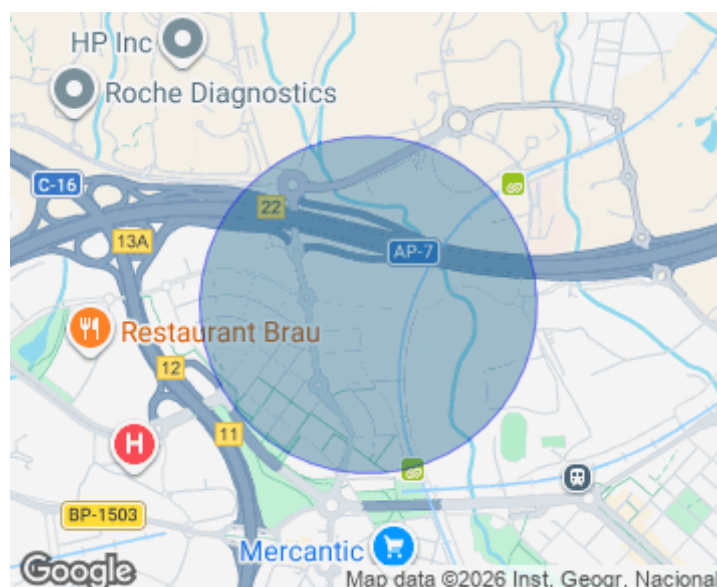 HP Inc
Roche Diagnostics
C-16
22
13A
AP-7
Restaurant Brau
12
H
11
BP-1503
Mercantic
Google
Map data ©2026 Inst. Geogr. Nacional